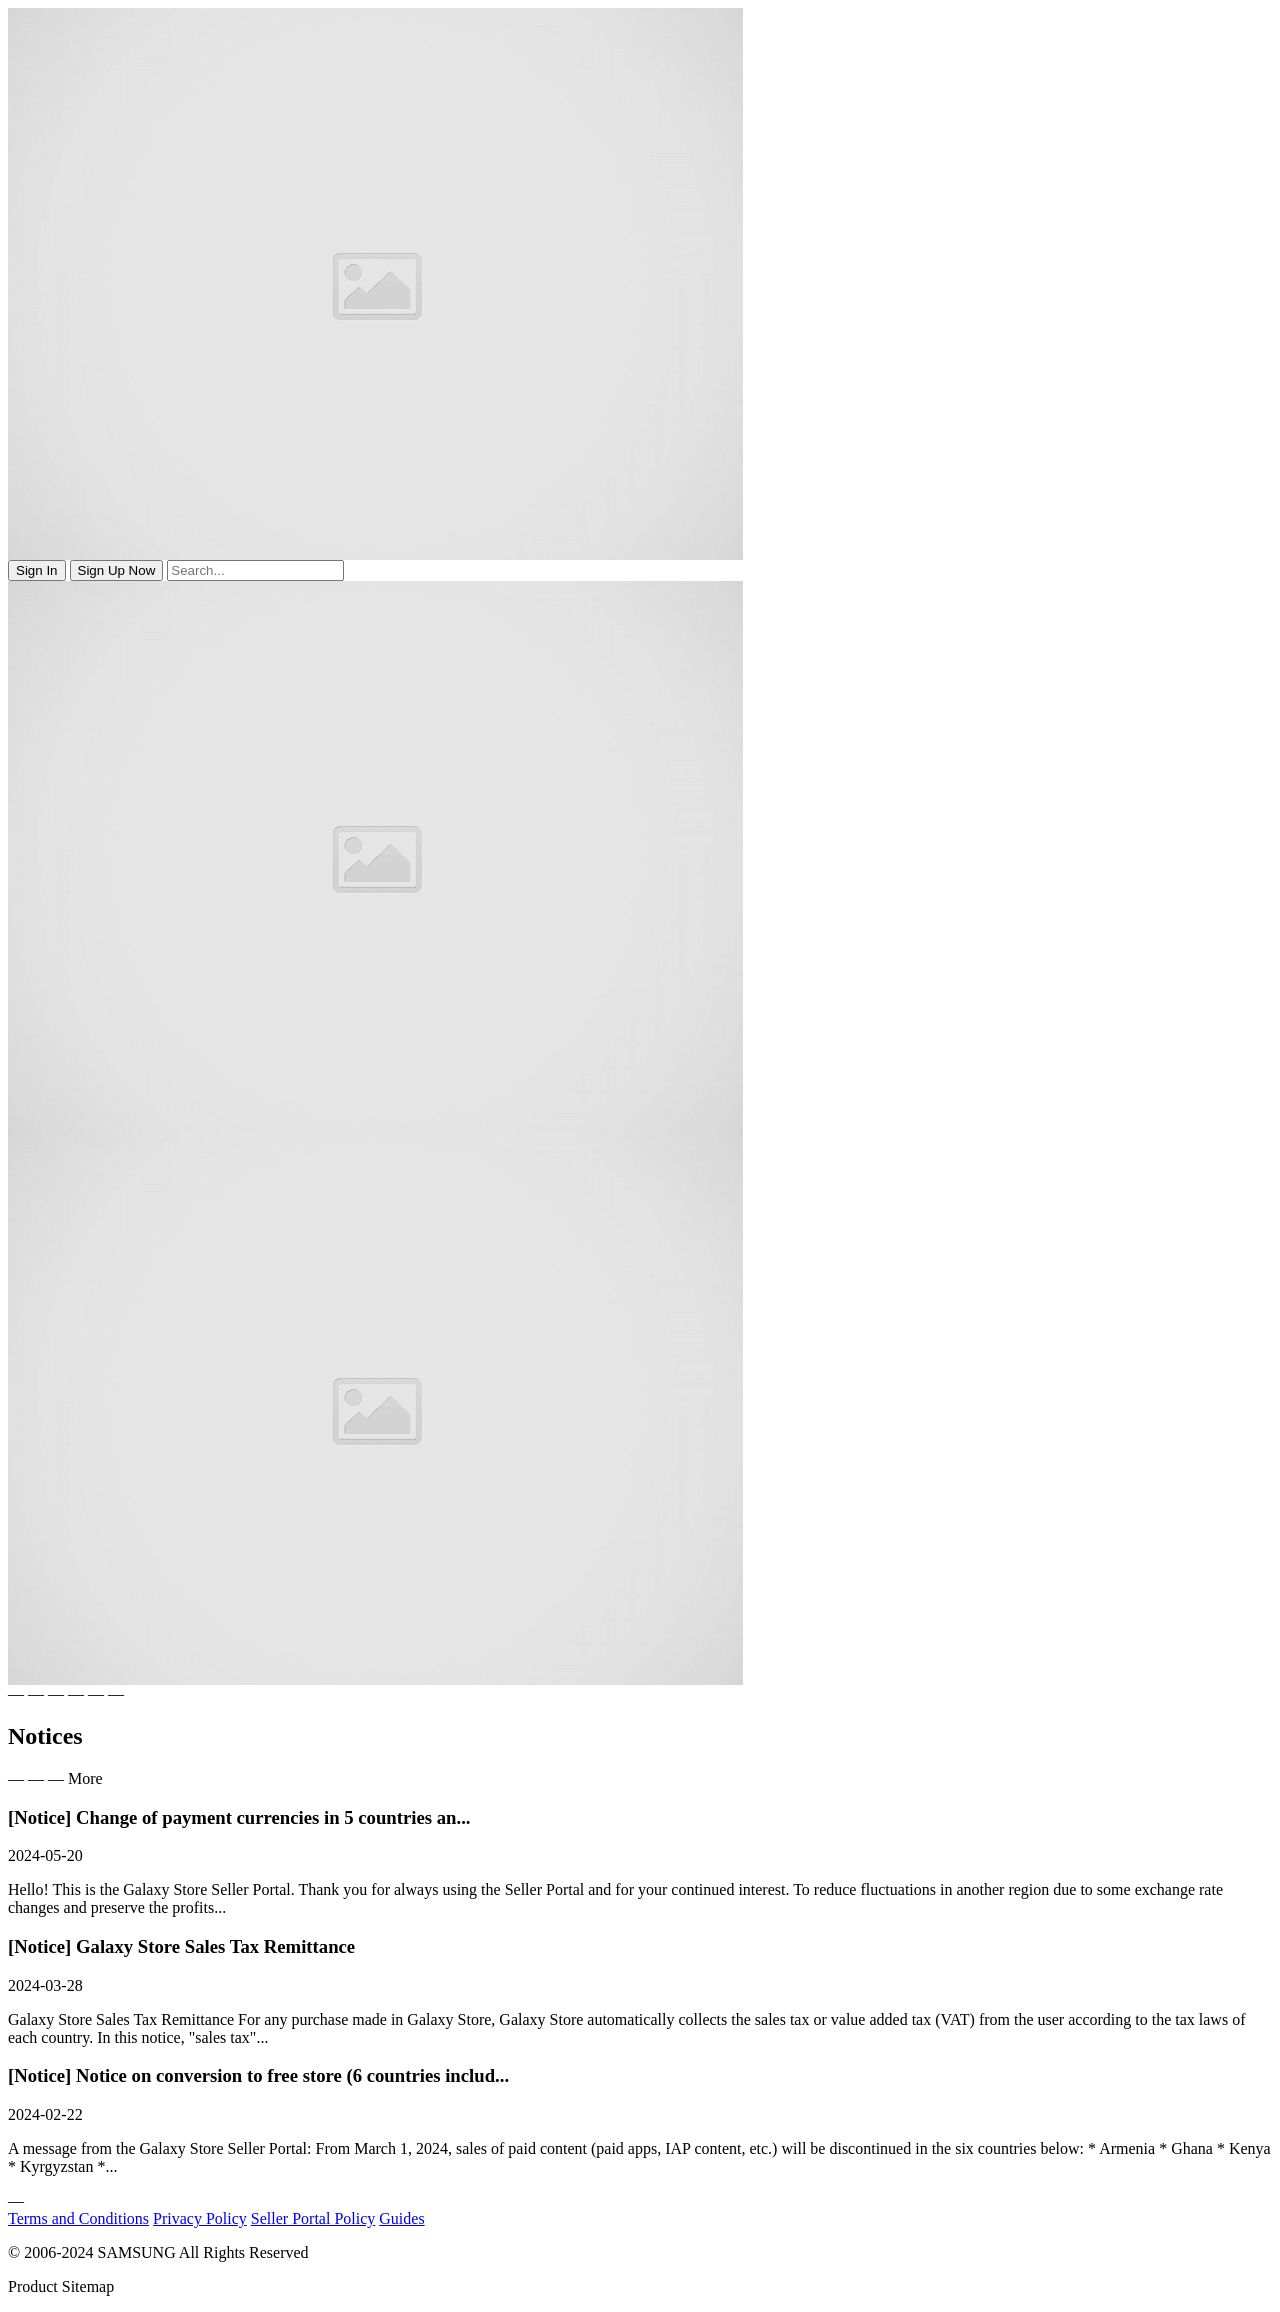 Sign In Sign Up Now Search...
— — — — — —
Notices
— — — More
[Notice] Change of payment currencies in 5 countries an...
2024-05-20
Hello! This is the Galaxy Store Seller Portal. Thank you for always using the Seller Portal and for your continued interest. To reduce fluctuations in another region due to some exchange rate
changes and preserve the profits...
[Notice] Galaxy Store Sales Tax Remittance
2024-03-28
Galaxy Store Sales Tax Remittance For any purchase made in Galaxy Store, Galaxy Store automatically collects the sales tax or value added tax (VAT) from the user according to the tax laws of
each country. In this notice, "sales tax"...
[Notice] Notice on conversion to free store (6 countries includ...
2024-02-22
A message from the Galaxy Store Seller Portal: From March 1, 2024, sales of paid content (paid apps, IAP content, etc.) will be discontinued in the six countries below: * Armenia * Ghana * Kenya
* Kyrgyzstan *...
—
Terms and Conditions Privacy Policy Seller Portal Policy Guides
© 2006-2024 SAMSUNG All Rights Reserved
Product Sitemap